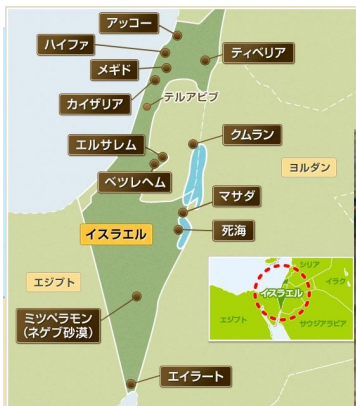 アッコー
ハイファ
メギド
ティベリア
カイザリア
テルアビブ
クムラン
エルサレム
ヨルダン
ベツレヘム
マサダ
イスラエル
死海
エジプト
シリア
イスラエル
イラク
エジプト
サウジアラビア
ミツペラモン
(ネゲブ砂漠)
エイラート